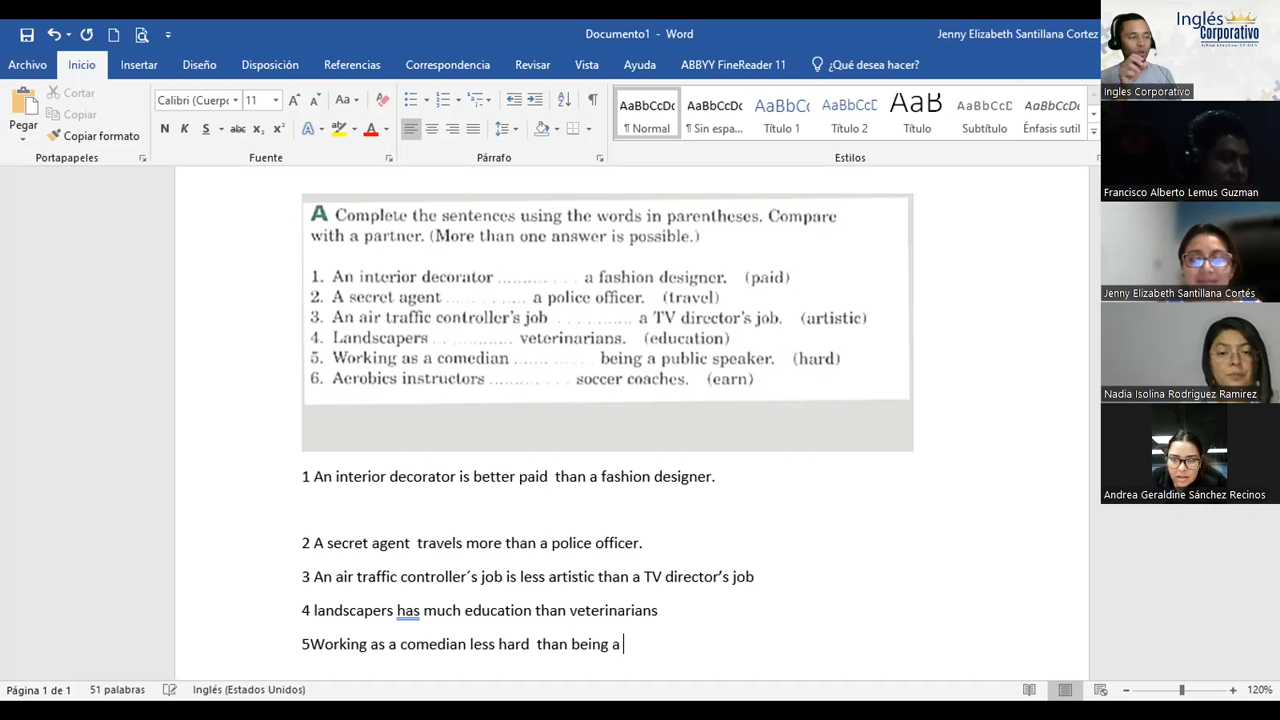 Documento1 - Word
Jenny Elizabeth Santillana Cortez
Archivo
Inicio
Insertar
Diseño
Disposición
Referencias
Correspondencia
Revisar
Vista
Ayuda
ABBYY FineReader 11
¿Qué desea hacer?
Pegar
Cortar
Copiar
Copiar formato
Calibri (Cuerpo
11
Aa
N K S abc x₂ x²
AaBbCcDc
¶ Normal
AaBbCcDc
¶ Sin espa...
AaBbCc
Título 1
AaBbCcD
Título 2
AaB
Título
AaBbCcD
Subtítulo
AaBbCcDc
Énfasis sutil
Portapapeles
Fuente
Párrafo
Estilos
A Complete the sentences using the words in parentheses. Compare
with a partner. (More than one answer is possible.)
1. An interior decorator ............ a fashion designer. (paid)
2. A secret agent ............ a police officer. (travel)
3. An air traffic controller's job ............ a TV director's job. (artistic)
4. Landscapers ............ veterinarians. (education)
5. Working as a comedian ............ being a public speaker. (hard)
6. Aerobics instructors ............ soccer coaches. (earn)
1 An interior decorator is better paid than a fashion designer.
2 A secret agent travels more than a police officer.
3 An air traffic controller´s job is less artistic than a TV director's job
4 landscapers has much education than veterinarians
5Working as a comedian less hard than being a
Página 1 de 1
51 palabras
Inglés (Estados Unidos)
120%
Inglés
Corporativo
Ingles Corporativo
Francisco Alberto Lemus Guzman
Jenny Elizabeth Santillana Cortés
Nadia Isolina Rodriguez Ramirez
Andrea Geraldine Sánchez Recinos